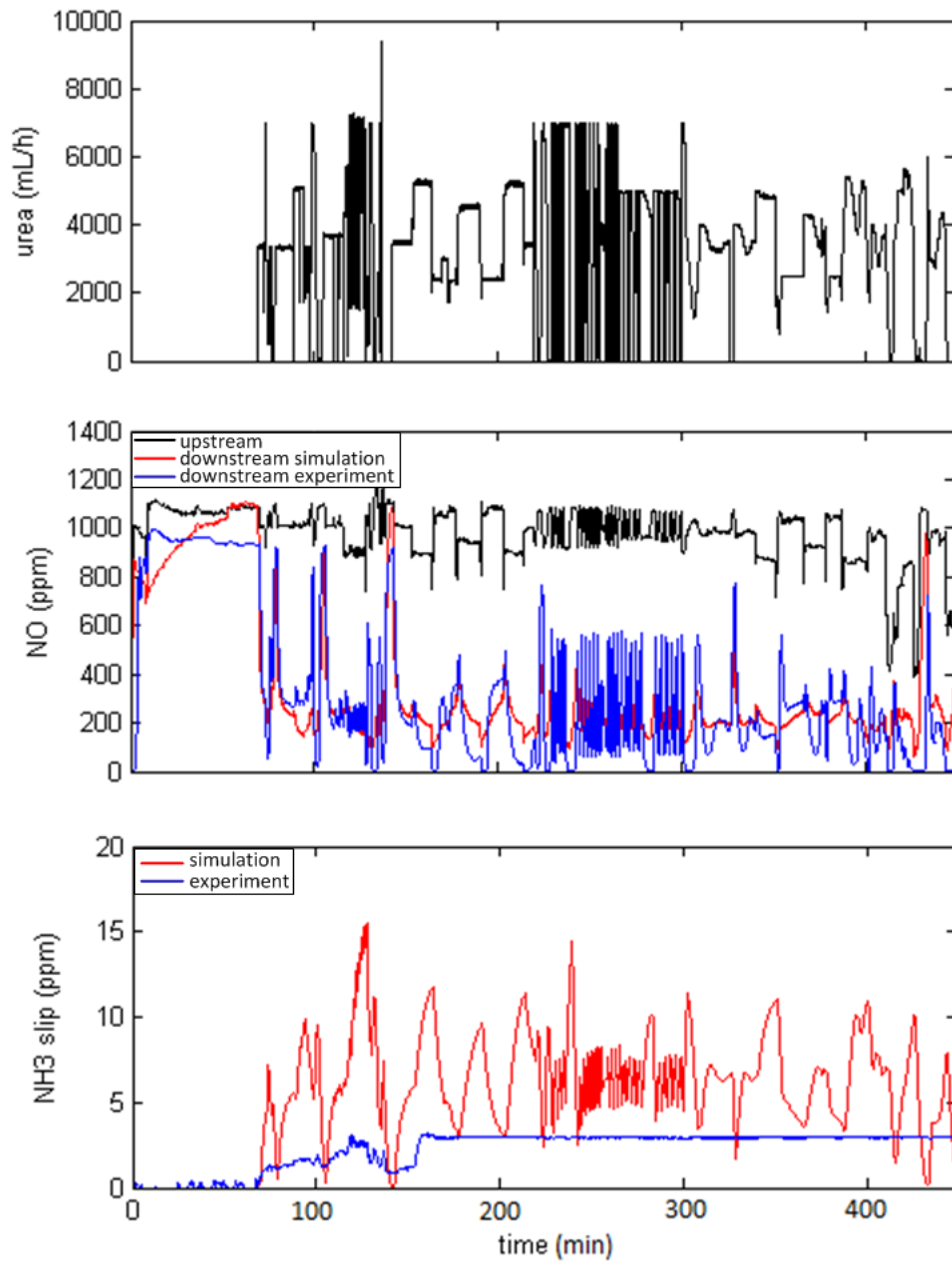 10000
8000
6000
4000
2000
0
urea (mL/h)
1400
1200
1000
800
600
400
200
0
NO (ppm)
upstream
downstream simulation
downstream experiment
20
15
10
5
0
NH3 slip (ppm)
simulation
experiment
0 100 200 300 400
time (min)